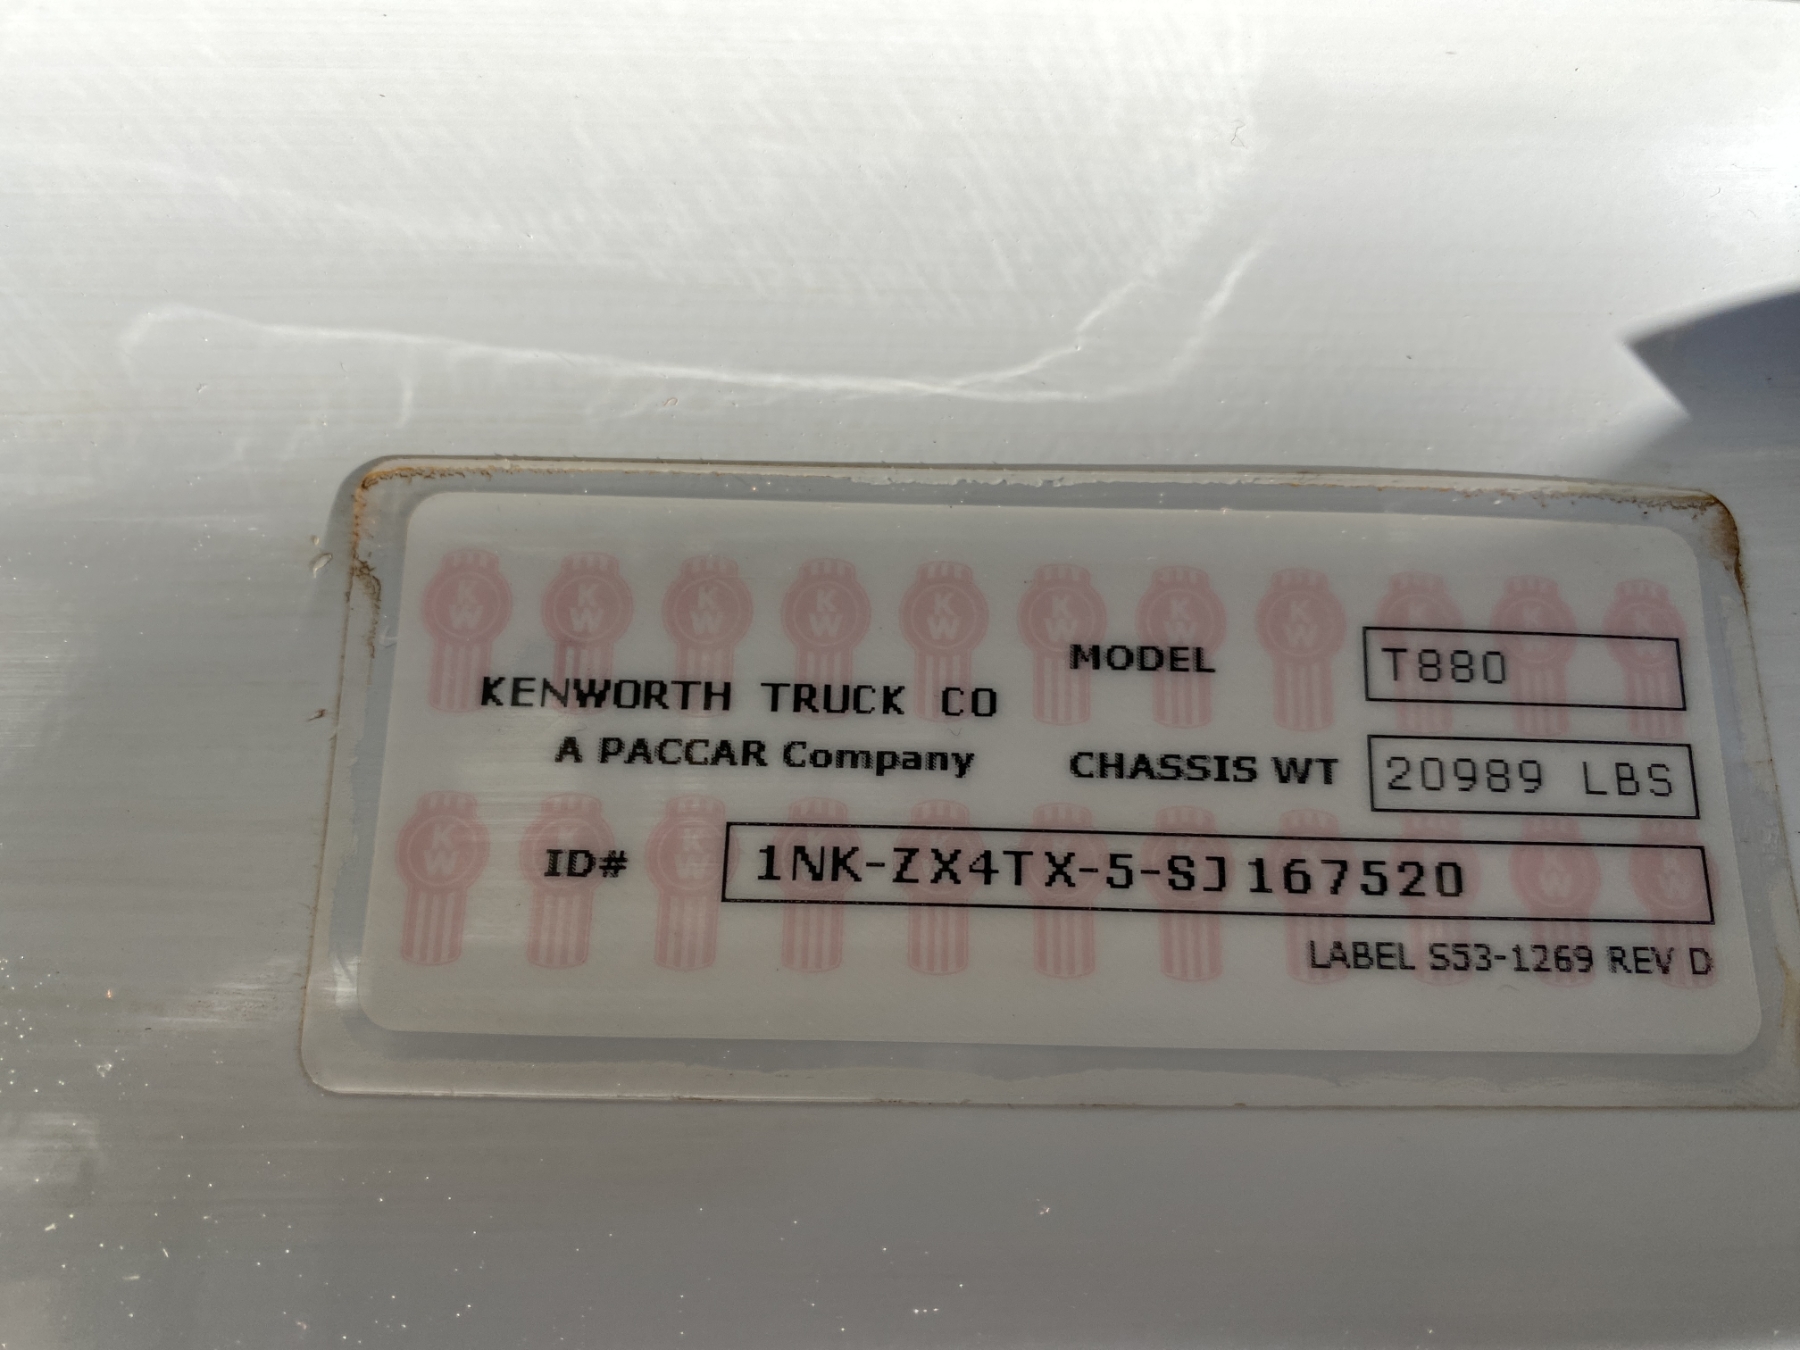 KENWORTH TRUCK CO
A PACCAR Company
MODEL T880
CHASSIS WT 20989 LBS
ID# 1NK-ZX4TX-5-SJ167520
LABEL S53-1269 REV D